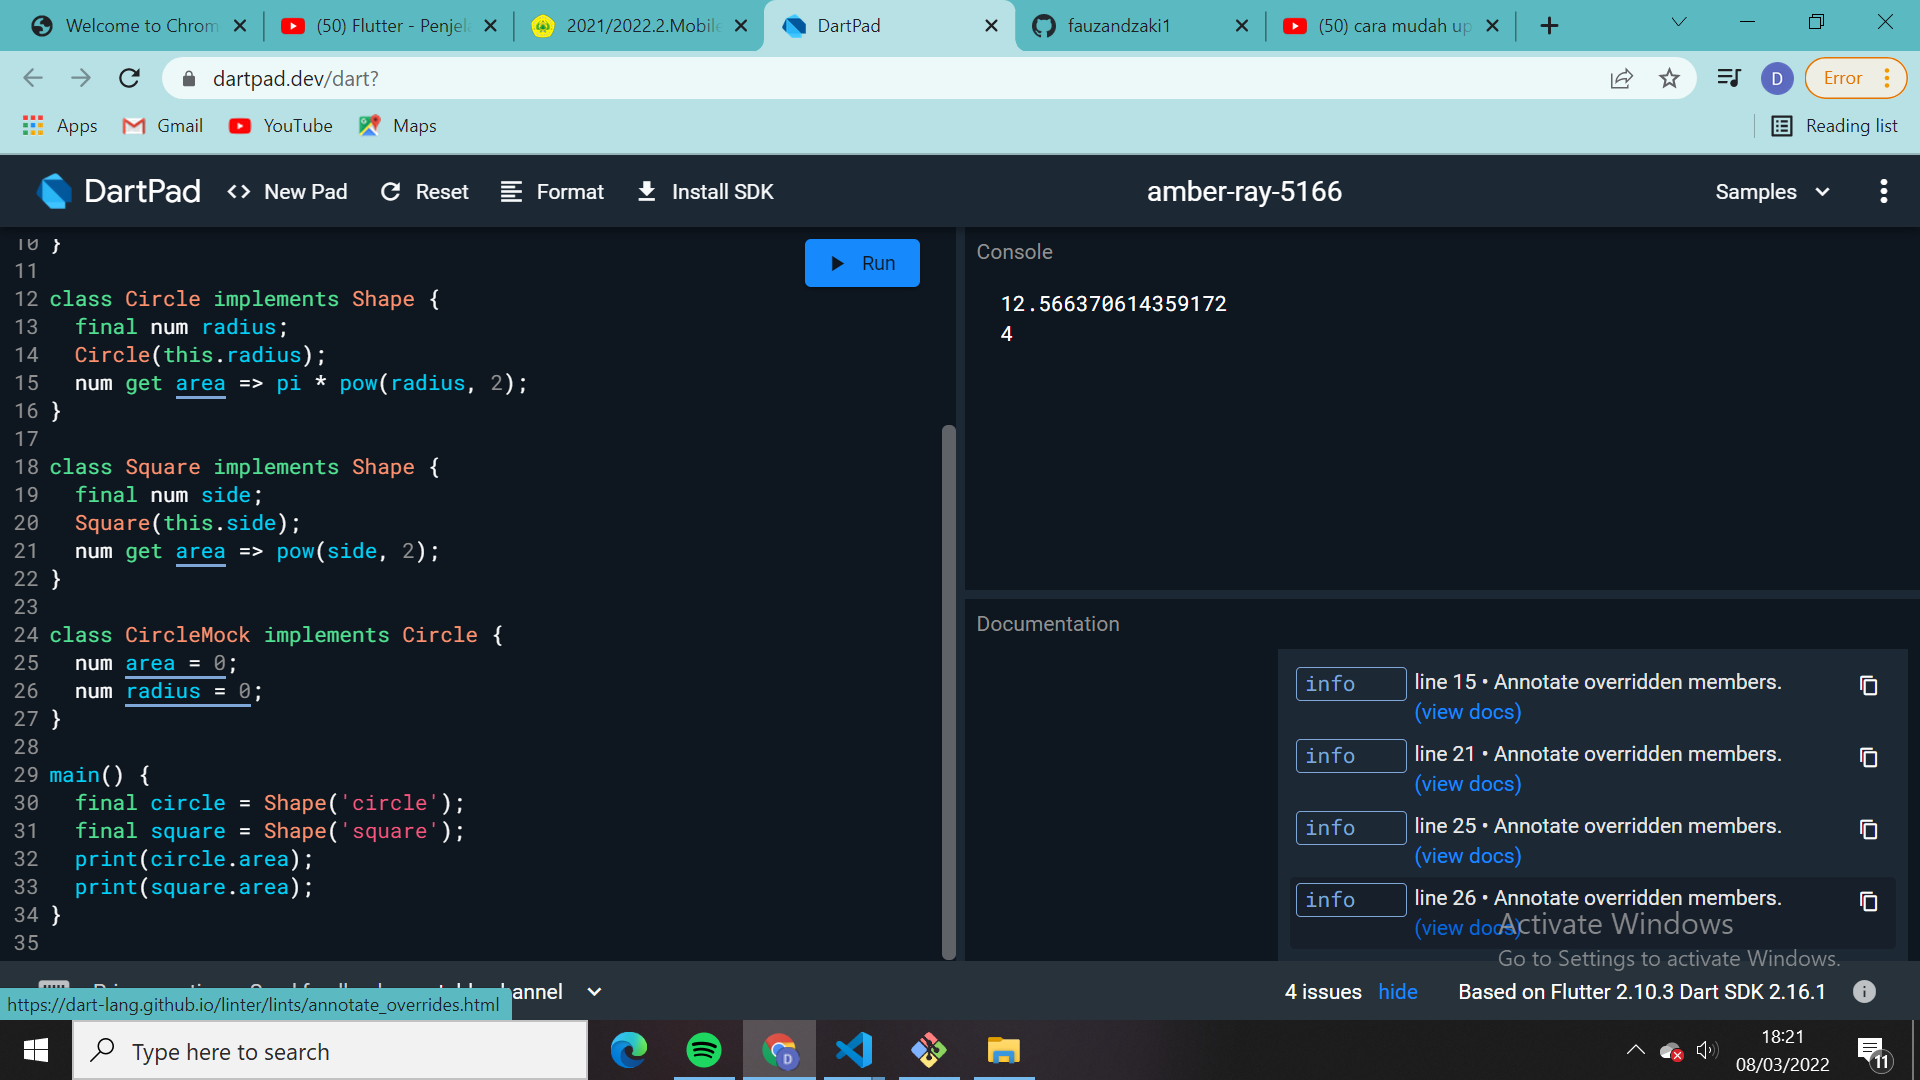 Welcome to Chrom
(50) Flutter - Penjela
2021/2022.2.Mobile
DartPad
fauzandzaki1
(50) cara mudah up
dartpad.dev/dart?
D
Error
Apps
Gmail
YouTube
Maps
Reading list
DartPad
<> New Pad
Reset
Format
Install SDK
amber-ray-5166
Samples
10 }
11
12 class Circle implements Shape {
13 final num radius;
14 Circle(this.radius);
15 num get area => pi * pow(radius, 2);
16 }
17
18 class Square implements Shape {
19 final num side;
20 Square(this.side);
21 num get area => pow(side, 2);
22 }
23
24 class CircleMock implements Circle {
25 num area = 0;
26 num radius = 0;
27 }
28
29 main() {
30 final circle = Shape('circle');
31 final square = Shape('square');
32 print(circle.area);
33 print(square.area);
34 }
35
Run
Console
12.566370614359172
4
Documentation
info line 15 • Annotate overridden members.
(view docs)
info line 21 • Annotate overridden members.
(view docs)
info line 25 • Annotate overridden members.
(view docs)
info line 26 • Annotate overridden members.
(view docs)
Activate Windows
Go to Settings to activate Windows.
annel
4 issues hide
Based on Flutter 2.10.3 Dart SDK 2.16.1
https://dart-lang.github.io/linter/lints/annotate_overrides.html
Type here to search
D
18:21
08/03/2022
11